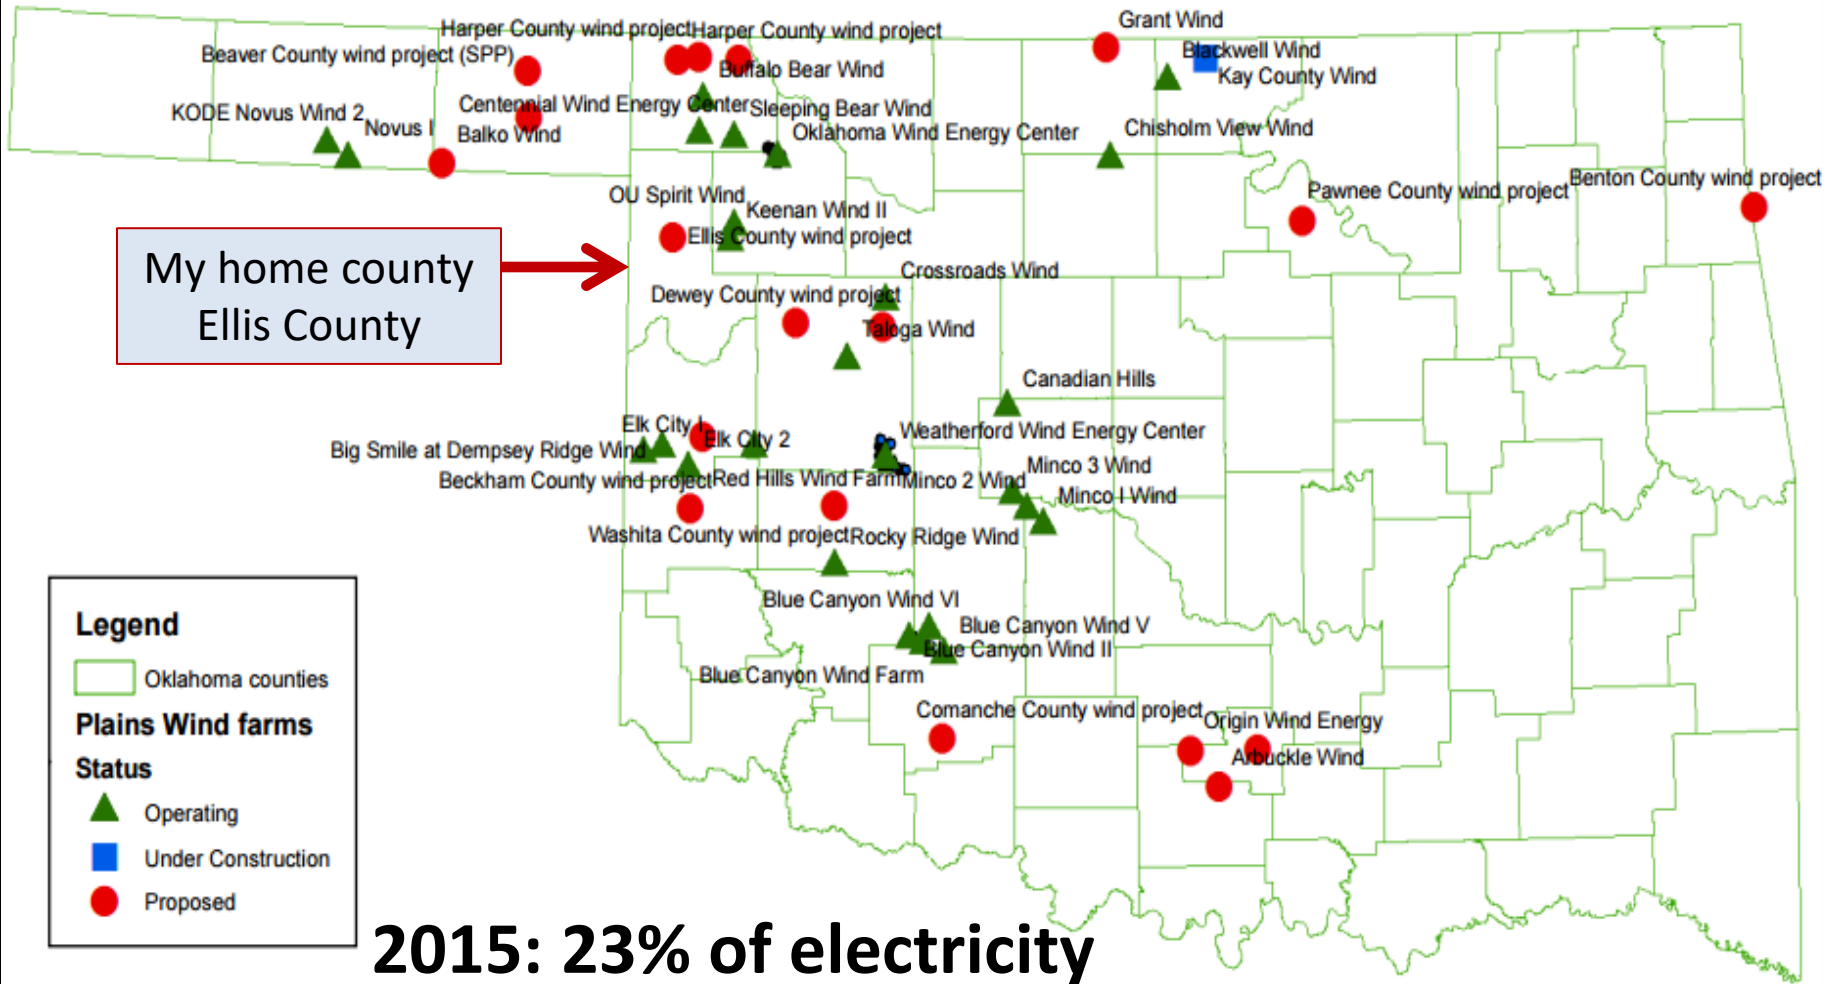 Grant Wind
Harper County wind project
Harper County wind project
Beaver County wind project (SPP)
Blackwell Wind
Buffalo Bear Wind
Kay County Wind
Centennial Wind Energy Center
Sleeping Bear Wind
KODE Novus Wind 2
Novus I
Balko Wind
Oklahoma Wind Energy Center
Chisholm View Wind
Benton County wind project
Pawnee County wind project
OU Spirit Wind
Keenan Wind II
Ellis County wind project
My home county
Ellis County
Crossroads Wind
Dewey County wind project
Taloga Wind
Canadian Hills
Elk City I
Elk City 2
Weatherford Wind Energy Center
Big Smile at Dempsey Ridge Wind
Minco 3 Wind
Beckham County wind project
Red Hills Wind Farm
Minco 2 Wind
Minco I Wind
Washita County wind project
Rocky Ridge Wind
Blue Canyon Wind VI
Blue Canyon Wind V
Blue Canyon Wind II
Blue Canyon Wind Farm
Comanche County wind project
Origin Wind Energy
Arbuckle Wind
Legend
Oklahoma counties
Plains Wind farms
Status
Operating
Under Construction
Proposed
2015: 23% of electricity